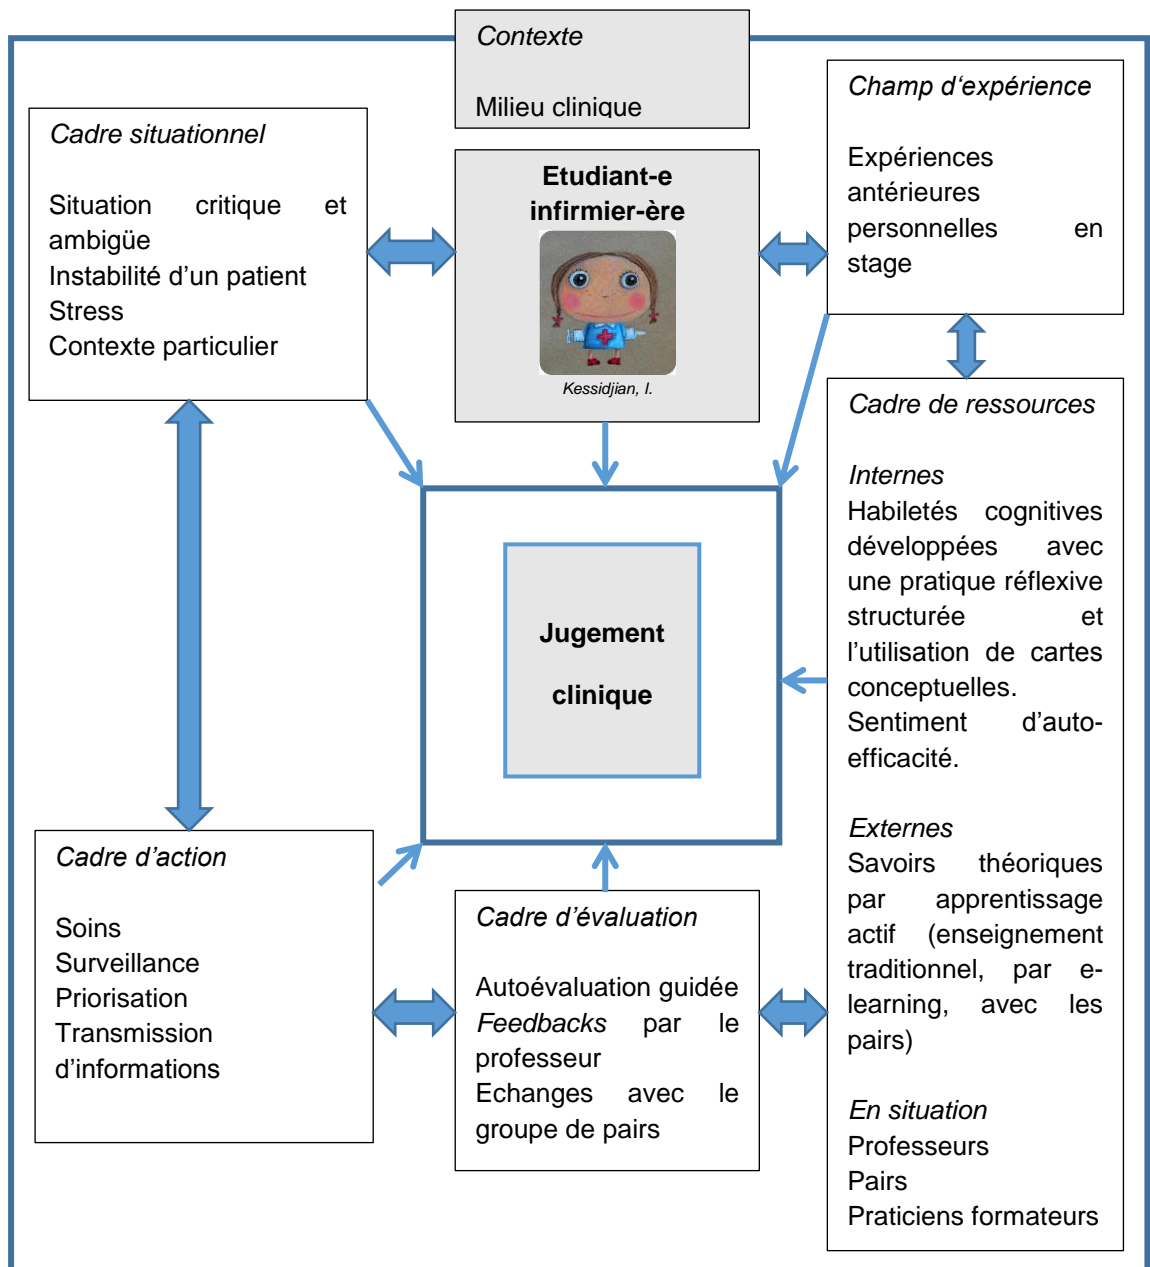 Contexte
Milieu clinique
Cadre situationnel
Situation critique et
ambigüe
Instabilité d’un patient
Stress
Contexte particulier
Etudiant-e
infirmier-ère
Kessidjian, I.
Champ d‘expérience
Expériences
antérieures
personnelles en
stage
Cadre de ressources
Internes
Habiletés cognitives
développées avec
une pratique réflexive
structurée et
l’utilisation de cartes
conceptuelles.
Sentiment d’auto-
efficacité.
Externes
Savoirs théoriques
par apprentissage
actif (enseignement
traditionnel, par e-
learning, avec les
pairs)
En situation
Professeurs
Pairs
Praticiens formateurs
Jugement
clinique
Cadre d’action
Soins
Surveillance
Priorisation
Transmission
d’informations
Cadre d’évaluation
Autoévaluation guidée
Feedbacks par le
professeur
Echanges avec le
groupe de pairs